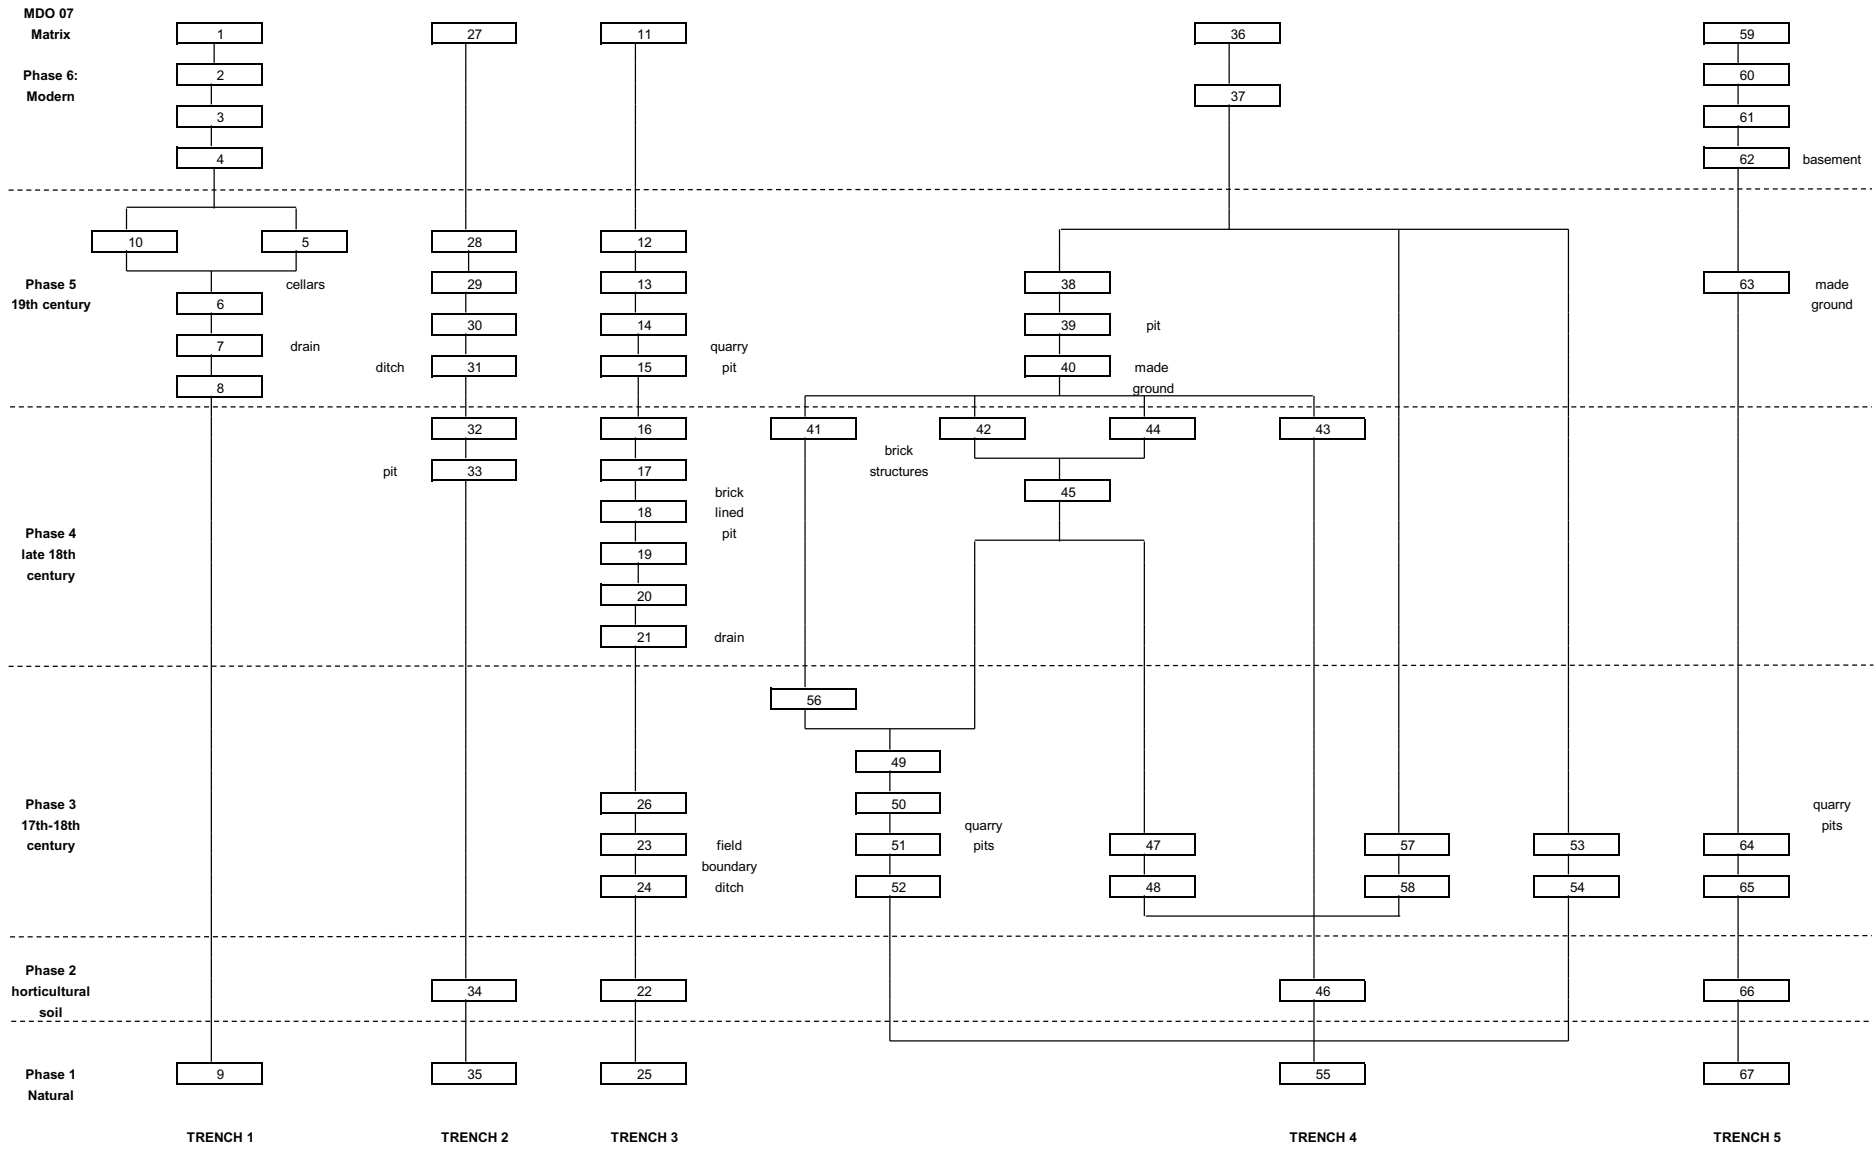 MDO 07
Matrix
1 27 11 36 59
Phase 6:
Modern
2 60
37
3 61
4 62 basement
10 5 28 12
Phase 5
19th century
cellars
29 13 38 63 made
ground
6
30 14 39 pit
7 drain
quarry
pit
ditch 31 15 40 made
ground
8
32 16 41 42 44 43
brick
structures
pit 33 17
45
brick
lined
pit
18
Phase 4
late 18th
century
19
20
21 drain
56
49
Phase 3
17th-18th
century
26 50
quarry
pits
quarry
pits
23 field
boundary
ditch
51 47 57 53 64
24 52 48 58 54 65
Phase 2
horticultural
soil
34 22 46 66
Phase 1
Natural
9 35 25 55 67
TRENCH 1 TRENCH 2 TRENCH 3 TRENCH 4 TRENCH 5